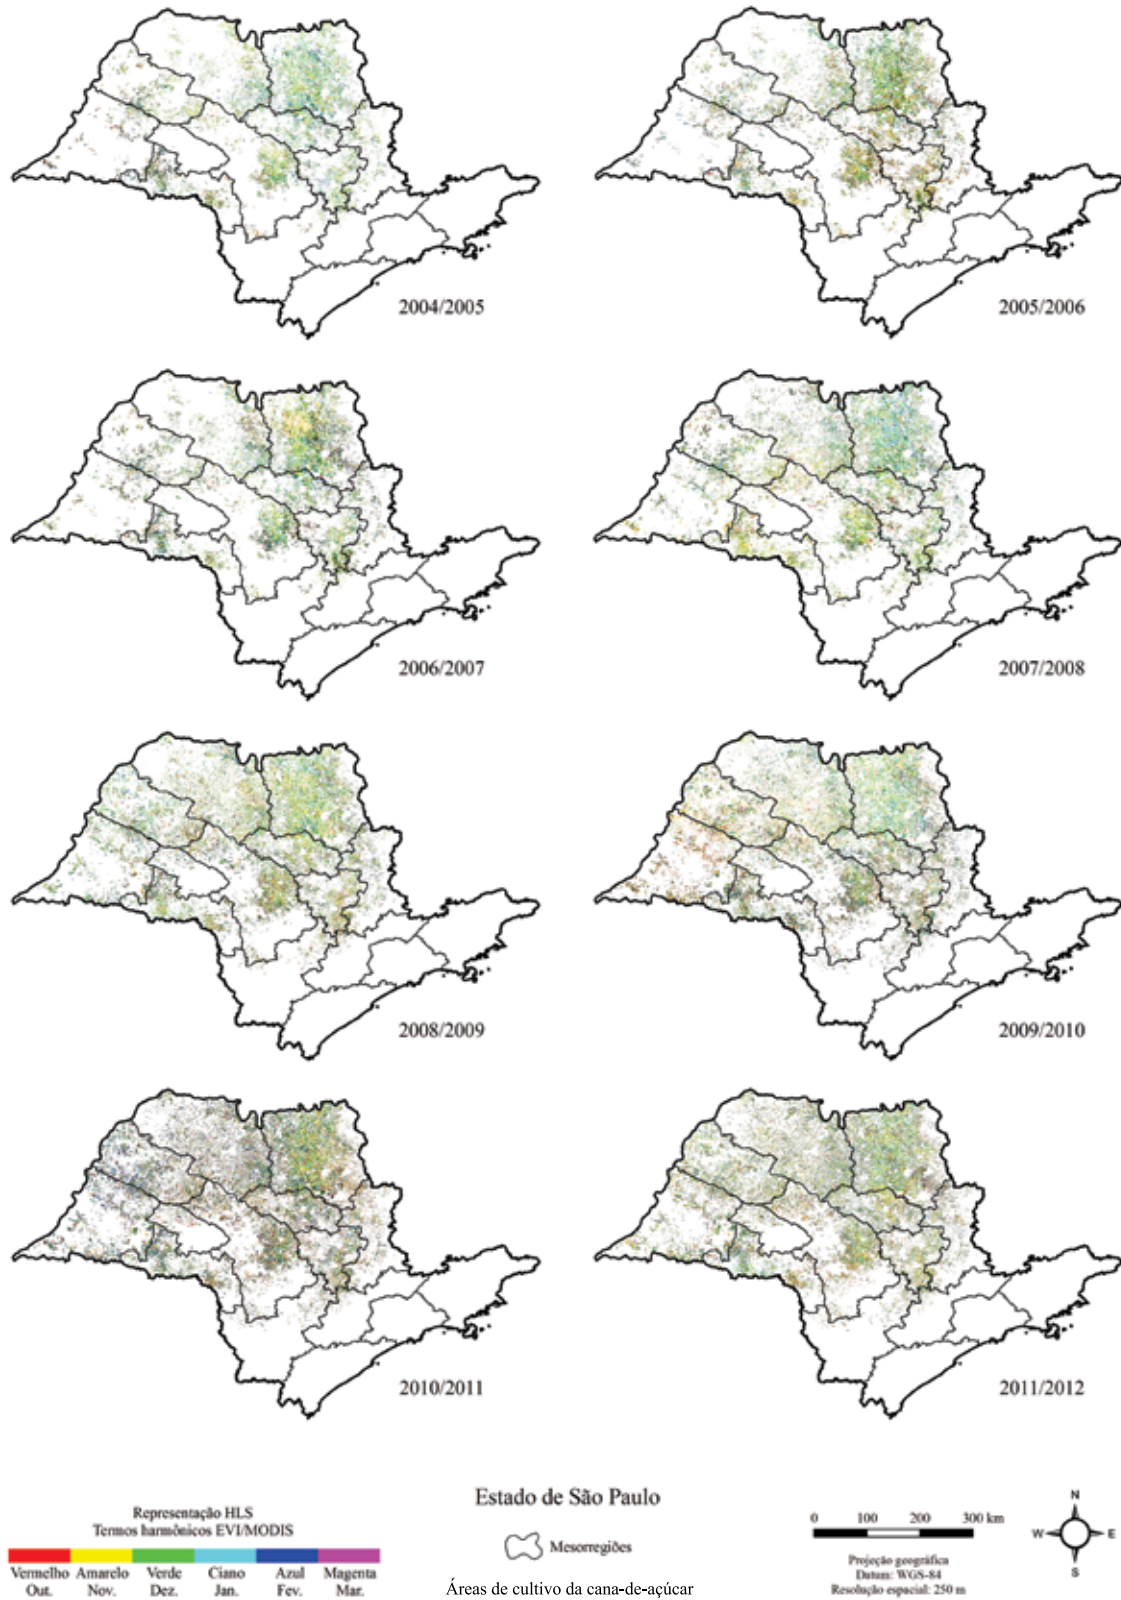 2004/2005
2005/2006
2006/2007
2007/2008
2008/2009
2009/2010
2010/2011
2011/2012
Representação HLS
Termos harmônicos EVI/MODIS
Vermelho Amarelo Verde Ciano Azul Magenta
Out. Nov. Dez. Jan. Fev. Mar.
Estado de São Paulo
Mesorregiões
Áreas de cultivo da cana-de-açúcar
0 100 200 300 km
Projeção geográfica
Datum: WGS-84
Resolução espacial: 250 m
N
W E
S